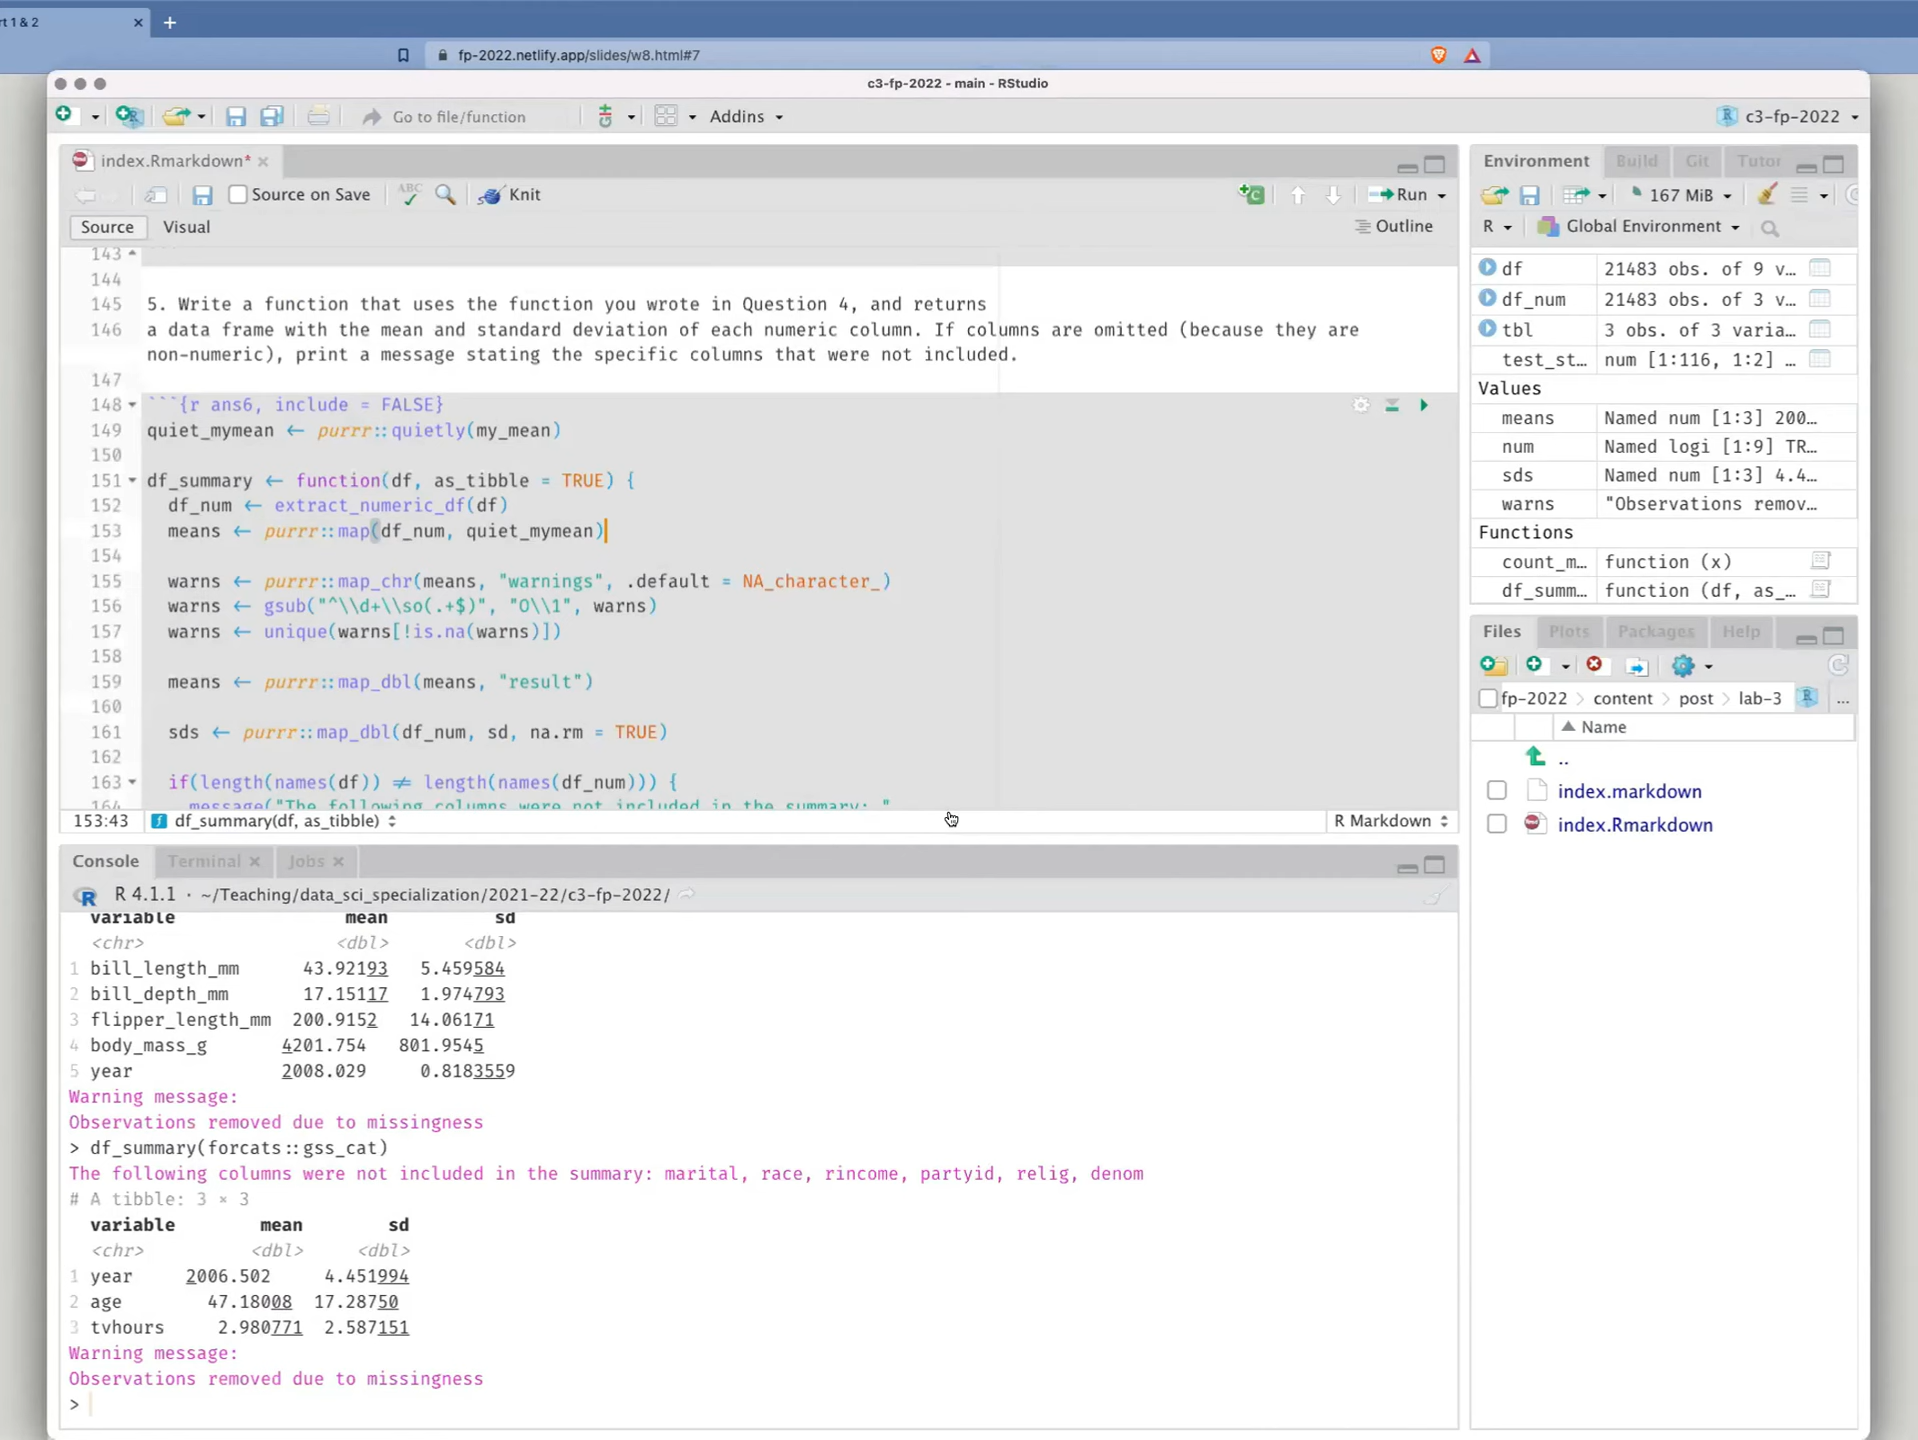 rt 1 & 2
fp-2022.netlify.app/slides/w8.html#7
c3-fp-2022 - main - RStudio
Go to file/function
Addins
c3-fp-2022
index.Rmarkdown*
Source on Save
ABC
Knit
Run
Source
Visual
Outline
143
144
145 5. Write a function that uses the function you wrote in Question 4, and returns
146 a data frame with the mean and standard deviation of each numeric column. If columns are omitted (because they are
non-numeric), print a message stating the specific columns that were not included.
147
148 ```{r ans6, include = FALSE}
149 quiet_mymean ← purrr::quietly(my_mean)
150
151 df_summary ← function(df, as_tibble = TRUE) {
152 df_num ← extract_numeric_df(df)
153 means ← purrr::map(df_num, quiet_mymean)
154
155 warns ← purrr::map_chr(means, "warnings", .default = NA_character_)
156 warns ← gsub("^\\d+\\so(.+$)", "O\\1", warns)
157 warns ← unique(warns[!is.na(warns)])
158
159 means ← purrr::map_dbl(means, "result")
160
161 sds ← purrr::map_dbl(df_num, sd, na.rm = TRUE)
162
163 if(length(names(df)) ≠ length(names(df_num))) {
164 message("The following columns were not included in the summary: "
153:43 df_summary(df, as_tibble)
R Markdown
Console
Terminal
Jobs
R 4.1.1 · ~/Teaching/data_sci_specialization/2021-22/c3-fp-2022/
variable mean sd
<chr> <dbl> <dbl>
1 bill_length_mm 43.92193 5.459584
2 bill_depth_mm 17.15117 1.974793
3 flipper_length_mm 200.9152 14.06171
4 body_mass_g 4201.754 801.9545
5 year 2008.029 0.8183559
Warning message:
Observations removed due to missingness
> df_summary(forcats::gss_cat)
The following columns were not included in the summary: marital, race, rincome, partyid, relig, denom
# A tibble: 3 × 3
variable mean sd
<chr> <dbl> <dbl>
1 year 2006.502 4.451994
2 age 47.18008 17.28750
3 tvhours 2.980771 2.587151
Warning message:
Observations removed due to missingness
>
Environment
Build
Git
Tutor
167 MiB
R
Global Environment
df 21483 obs. of 9 v…
df_num 21483 obs. of 3 v…
tbl 3 obs. of 3 varia…
test_st… num [1:116, 1:2] …
Values
means Named num [1:3] 200…
num Named logi [1:9] TR…
sds Named num [1:3] 4.4…
warns "Observations remov…
Functions
count_m… function (x)
df_summ… function (df, as_…
Files
Plots
Packages
Help
fp-2022 > content > post > lab-3
...
Name
..
index.markdown
index.Rmarkdown